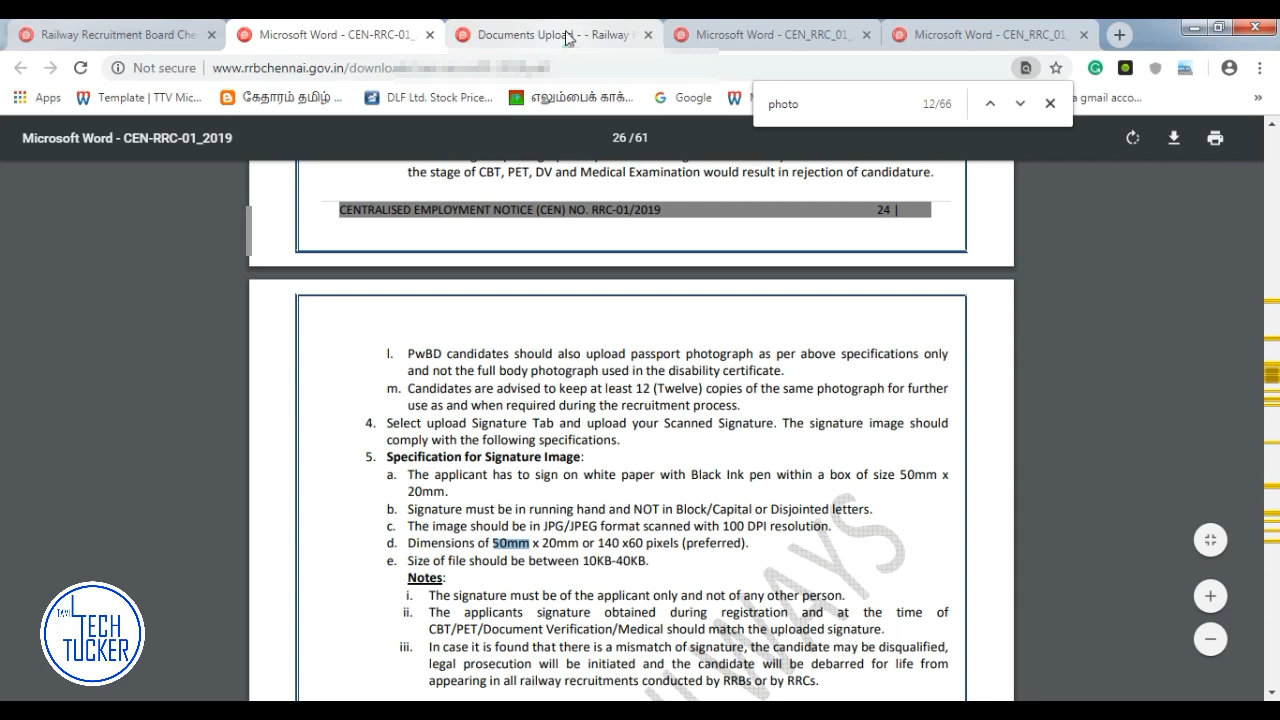 Railway Recruitment Board Che
Microsoft Word - CEN-RRC-01_
Documents Upload - - Railway
Microsoft Word - CEN_RRC_01_
Microsoft Word - CEN_RRC_01_
Not secure
www.rrbchennai.gov.in/downlo
Apps
Template | TTV Mic...
கேதாரம் தமிழ் ...
DLF Ltd. Stock Price...
எலும்பைக் காக்...
Google
a gmail acco...
photo
12/66
Microsoft Word - CEN-RRC-01_2019
26 / 61
the stage of CBT, PET, DV and Medical Examination would result in rejection of candidature.
CENTRALISED EMPLOYMENT NOTICE (CEN) NO. RRC-01/2019 24 |
l. PwBD candidates should also upload passport photograph as per above specifications only
and not the full body photograph used in the disability certificate.
m. Candidates are advised to keep at least 12 (Twelve) copies of the same photograph for further
use as and when required during the recruitment process.
4. Select upload Signature Tab and upload your Scanned Signature. The signature image should
comply with the following specifications.
5. Specification for Signature Image:
a. The applicant has to sign on white paper with Black Ink pen within a box of size 50mm x
20mm.
b. Signature must be in running hand and NOT in Block/Capital or Disjointed letters.
c. The image should be in JPG/JPEG format scanned with 100 DPI resolution.
d. Dimensions of 50mm x 20mm or 140 x60 pixels (preferred).
e. Size of file should be between 10KB-40KB.
Notes:
i. The signature must be of the applicant only and not of any other person.
ii. The applicants signature obtained during registration and at the time of
CBT/PET/Document Verification/Medical should match the uploaded signature.
iii. In case it is found that there is a mismatch of signature, the candidate may be disqualified,
legal prosecution will be initiated and the candidate will be debarred for life from
appearing in all railway recruitments conducted by RRBs or by RRCs.
WAYS
TECH
TUCKER